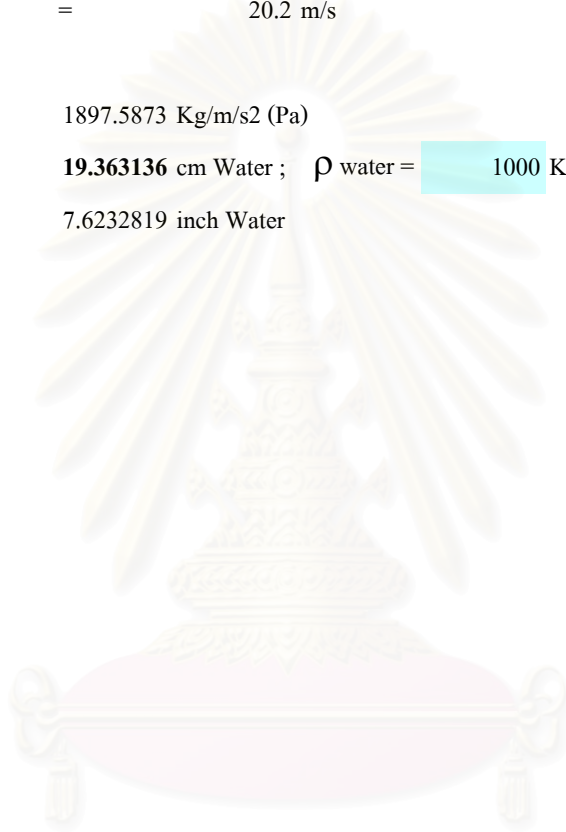 = 20.2 m/s
1897.5873 Kg/m/s2 (Pa)
19.363136 cm Water ; ρ water = 1000 K
7.6232819 inch Water